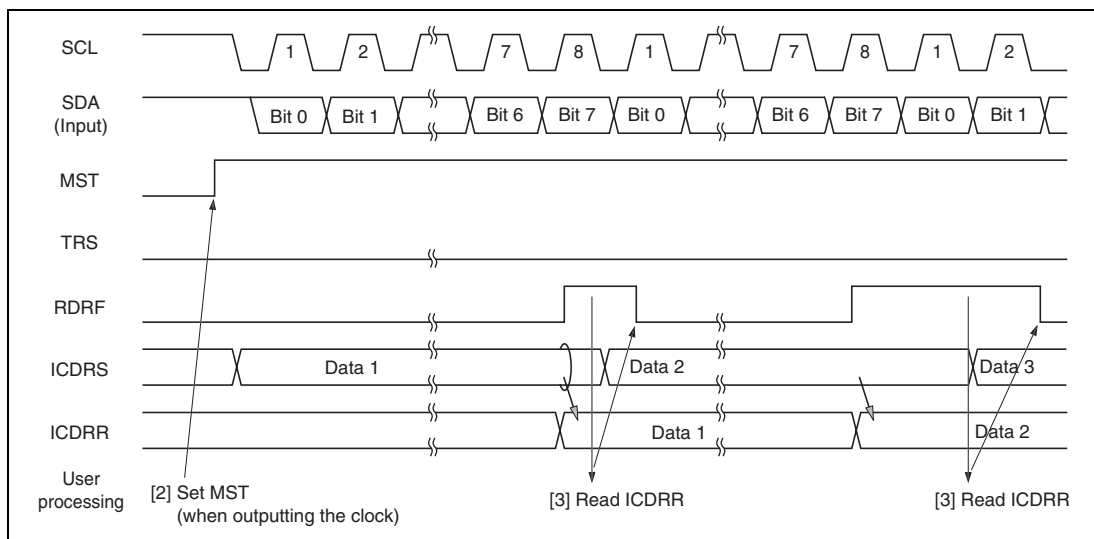 SCL
1 2 7 8 1 7 8 1 2
SDA
(Input)
Bit 0 Bit 1 Bit 6 Bit 7 Bit 0 Bit 6 Bit 7 Bit 0 Bit 1
MST
TRS
RDRF
ICDRS
Data 1 Data 2 Data 3
ICDRR
Data 1 Data 2
User
processing
[2] Set MST
(when outputting the clock)
[3] Read ICDRR
[3] Read ICDRR